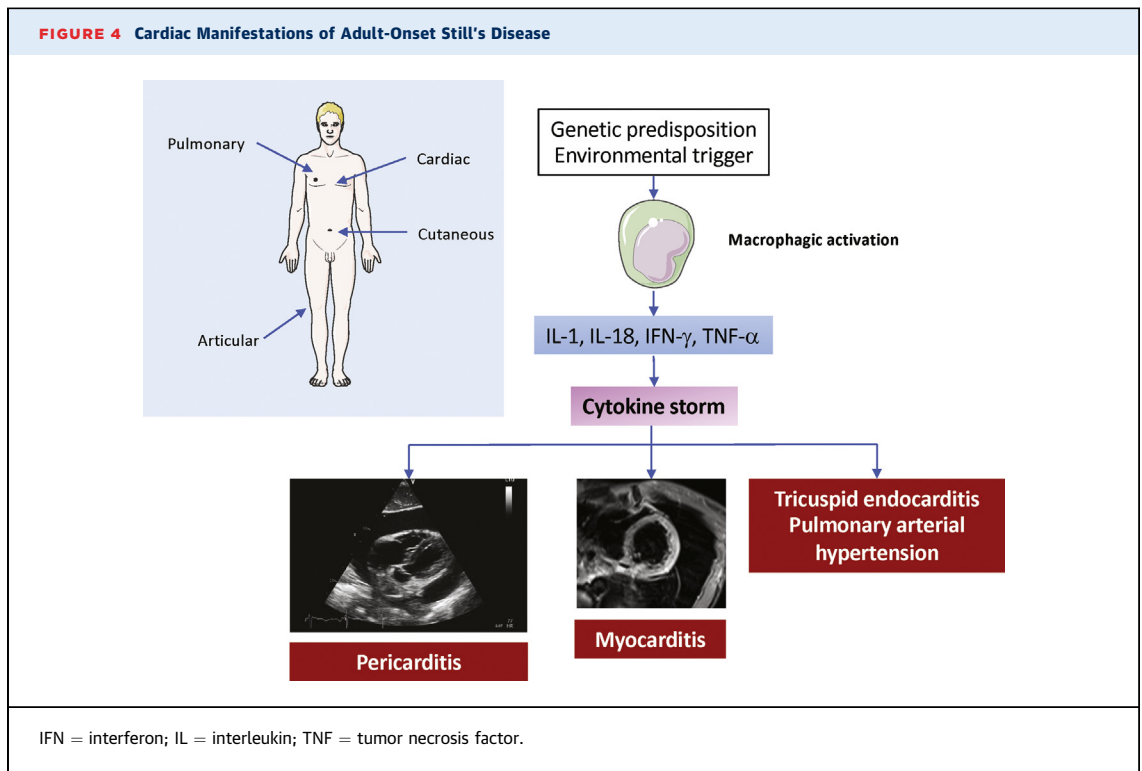 FIGURE 4 Cardiac Manifestations of Adult-Onset Still's Disease
Pulmonary
Cardiac
Cutaneous
Articular
Genetic predisposition
Environmental trigger
Macrophagic activation
IL-1, IL-18, IFN-γ, TNF-α
Cytokine storm
Pericarditis
Myocarditis
Tricuspid endocarditis
Pulmonary arterial
hypertension
IFN = interferon; IL = interleukin; TNF = tumor necrosis factor.